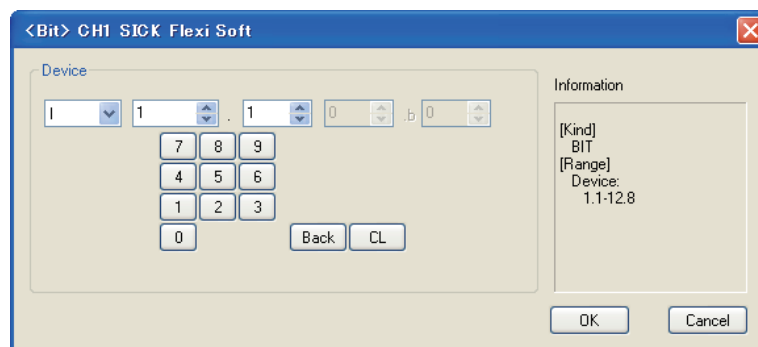 <Bit> CH1 SICK Flexi Soft
Device
I 1 . 1 0 .b 0
7 8 9
4 5 6
1 2 3
0 Back CL
Information
[Kind]
BIT
[Range]
Device:
1.1-12.8
OK Cancel